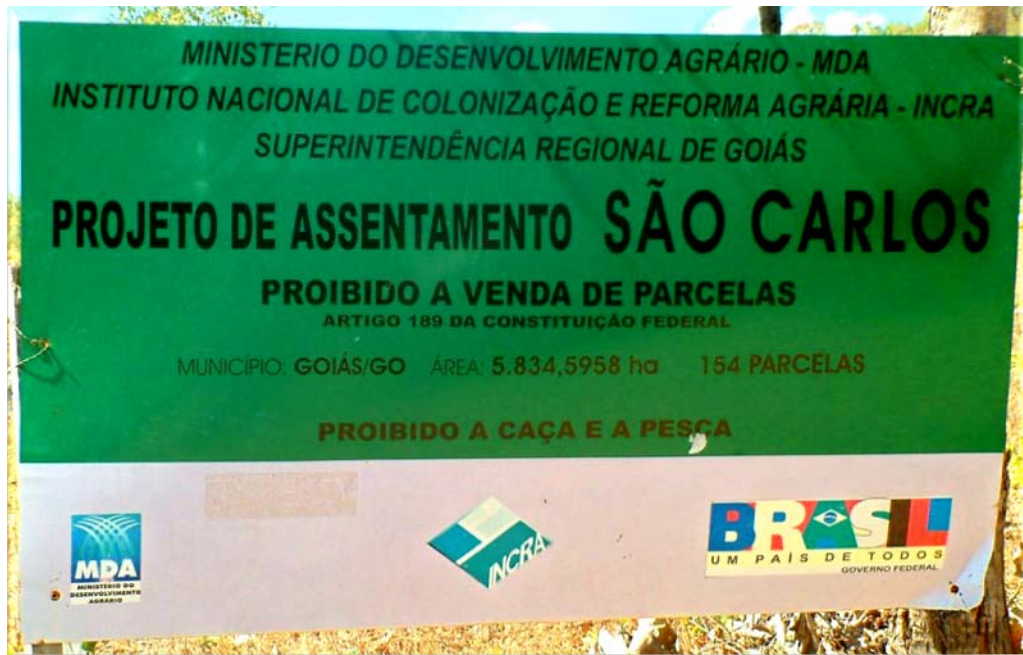 MINISTERIO DO DESENVOLVIMENTO AGRÁRIO - MDA
INSTITUTO NACIONAL DE COLONIZAÇÃO E REFORMA AGRÁRIA - INCRA
SUPERINTENDÊNCIA REGIONAL DE GOIÁS
PROJETO DE ASSENTAMENTO SÃO CARLOS
PROIBIDO A VENDA DE PARCELAS
ARTIGO 189 DA CONSTITUIÇÃO FEDERAL
MUNICÍPIO: GOIÁS/GO ÁREA: 5.834,5958 ha 154 PARCELAS
PROIBIDO A CAÇA E A PESCA
MDA
MINISTÉRIO DO
DESENVOLVIMENTO
AGRÁRIO
INCRA
BRASIL
UM PAÍS DE TODOS
GOVERNO FEDERAL